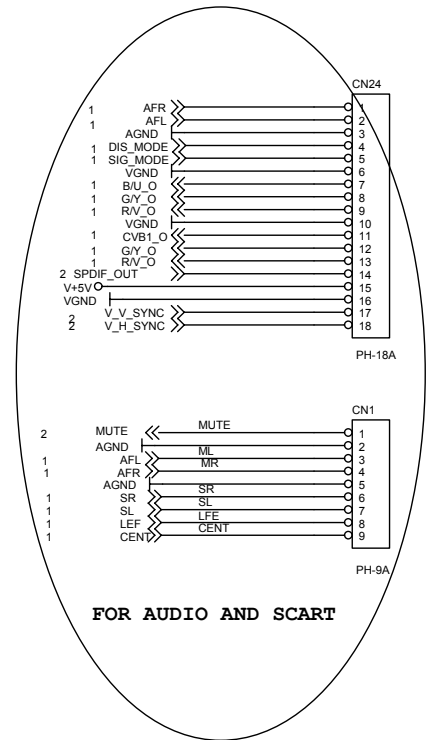 CN24
1 AFR 1
1 AFL 2
AGND 3
1 DIS_MODE 4
1 SIG_MODE 5
VGND 6
1 B/U_O 7
1 G/Y_O 8
1 R/V_O 9
VGND 10
1 CVB1_O 11
1 G/Y_O 12
1 R/V_O 13
2 SPDIF_OUT 14
V+5V 15
VGND 16
2 V_V_SYNC 17
2 V_H_SYNC 18
PH-18A
CN1
2 MUTE MUTE 1
AGND 2
1 AFL ML 3
1 AFR MR 4
AGND 5
1 SR SR 6
1 SL SL 7
1 LEF LFE 8
1 CENT CENT 9
PH-9A
FOR AUDIO AND SCART